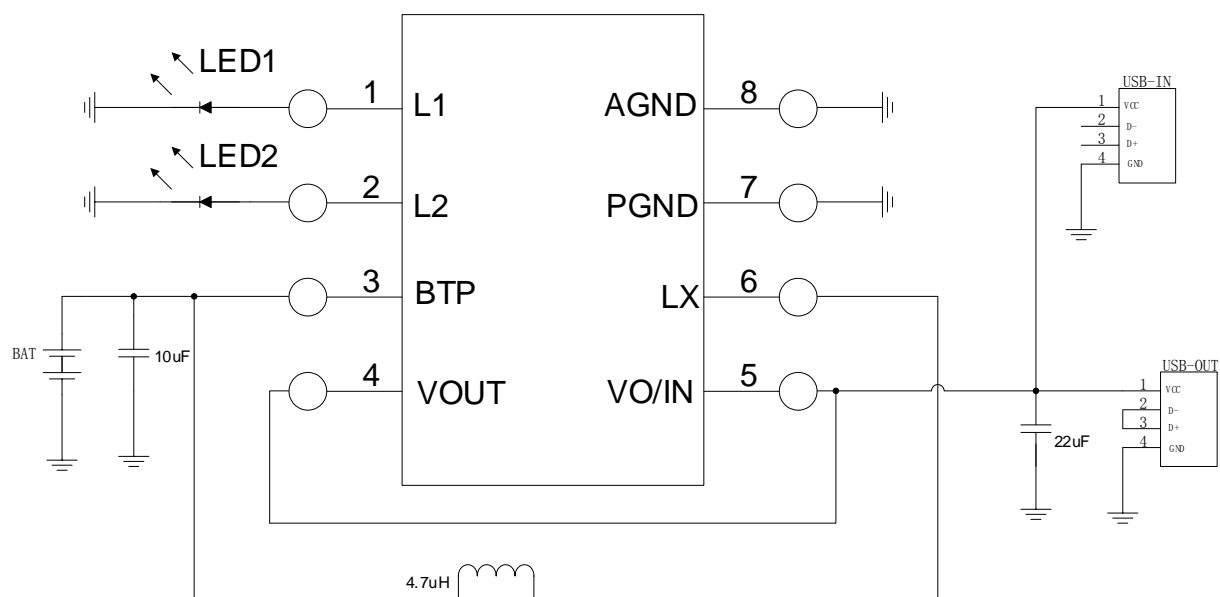 LED1
1 L1
AGND 8
LED2
2 L2
PGND 7
3 BTP
LX 6
4 VOUT
VO/IN 5
BAT
10uF
22uF
4.7uH
USB-IN
1 VCC
2 D-
3 D+
4 GND
USB-OUT
1 VCC
2 D-
3 D+
4 GND